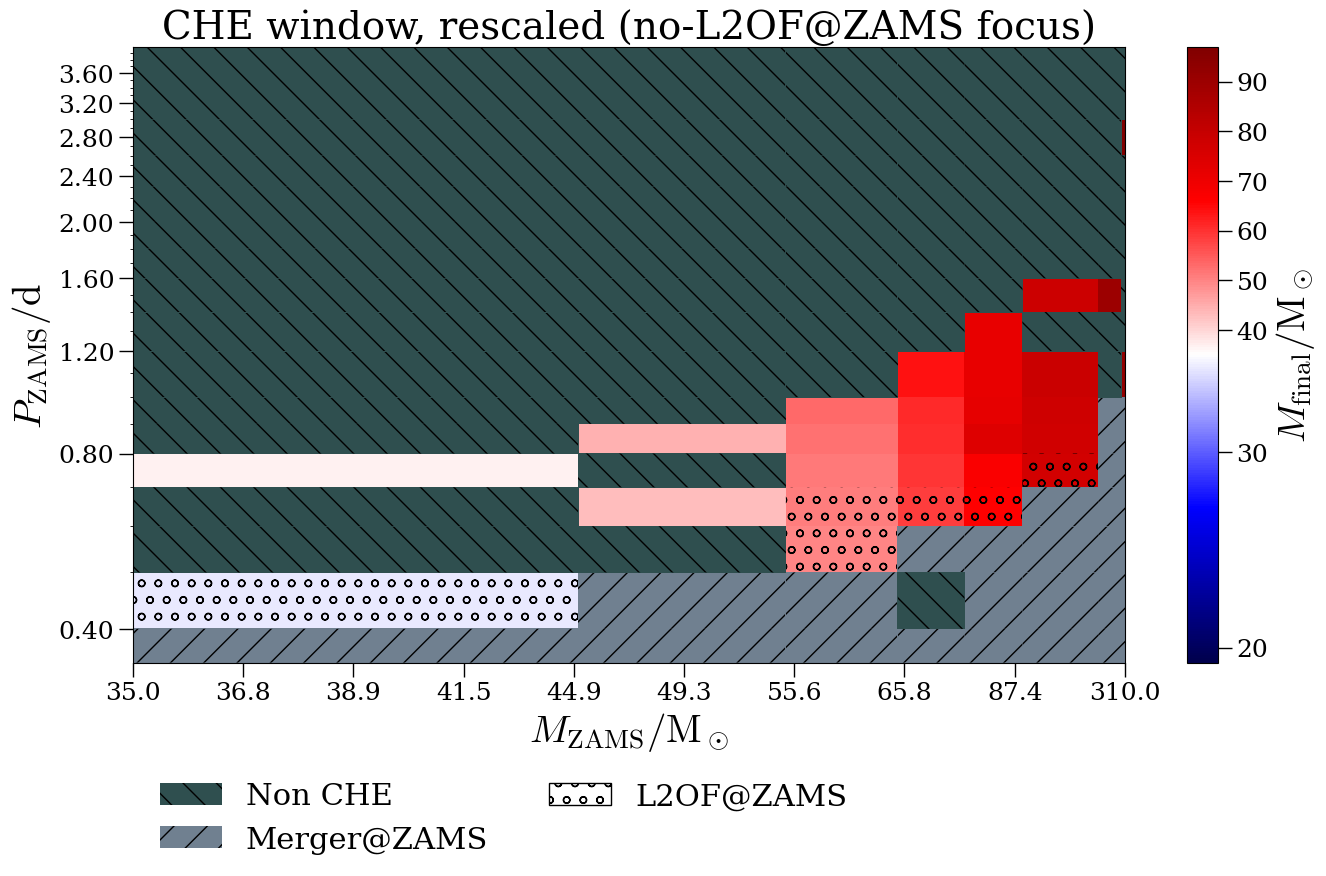 CHE window, rescaled (no-L2OF@ZAMS focus)
3.60
3.20
2.80
2.40
2.00
1.60
1.20
0.80
0.40
P_ZAMS/d
35.0 36.8 38.9 41.5 44.9 49.3 55.6 65.8 87.4 310.0
M_ZAMS/M_⊙
90
80
70
60
50
40
30
20
M_final/M_⊙
Non CHE
Merger@ZAMS
L2OF@ZAMS